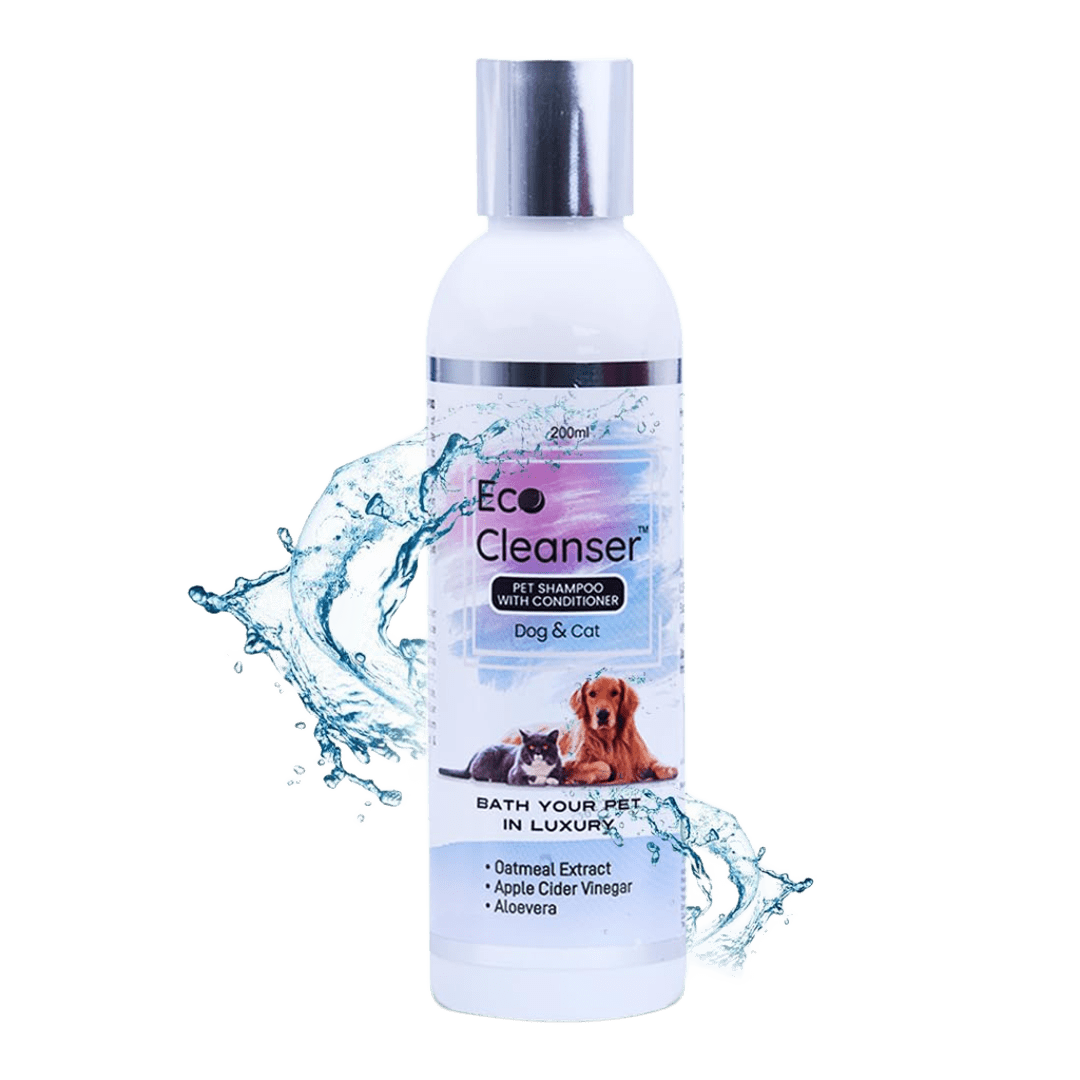 200ml
Eco
Cleanser™
PET SHAMPOO
WITH CONDITIONER
Dog & Cat
BATH YOUR PET
IN LUXURY
• Oatmeal Extract
• Apple Cider Vinegar
• Aloevera